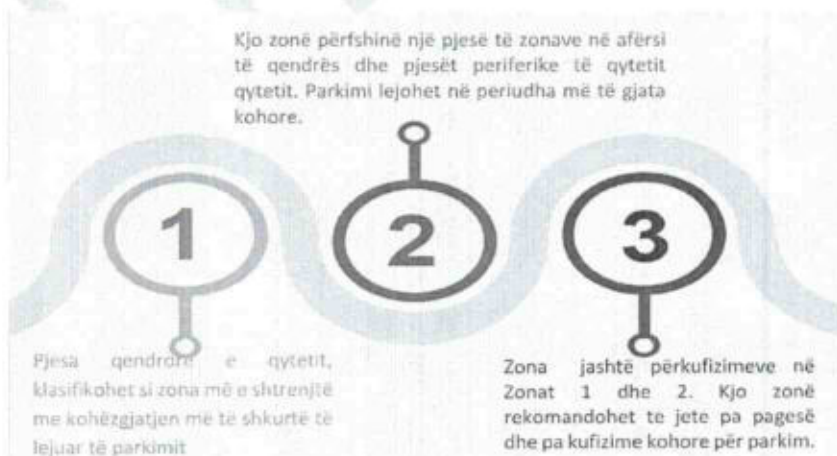 Kjo zonë përfshinë një pjesë të zonave në afërsi
të qendrës dhe pjesët periferike të qytetit
qytetit. Parkimi lejohet në periudha më të gjata
kohore.
1
2
3
Pjesa qendrore e qytetit,
klasifikohet si zona më e shtrenjtë
me kohëzgjatjen më të shkurtë të
lejuar të parkimit
Zona jashtë përkufizimeve në
Zonat 1 dhe 2. Kjo zonë
rekomandohet te jete pa pagesë
dhe pa kufizime kohore për parkim.